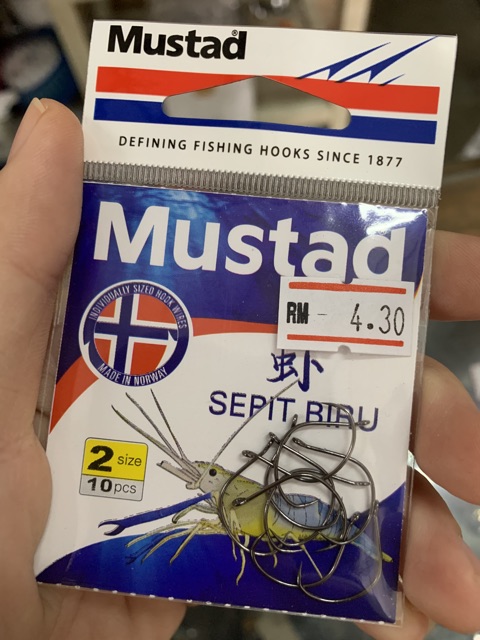 Mustad®
DEFINING FISHING HOOKS SINCE 1877
Mustad
INDIVIDUALLY SIZED HOOK WIRES
MADE IN NORWAY
RM - 4.30
虾
SEPIT BIRU
2 size
10 pcs